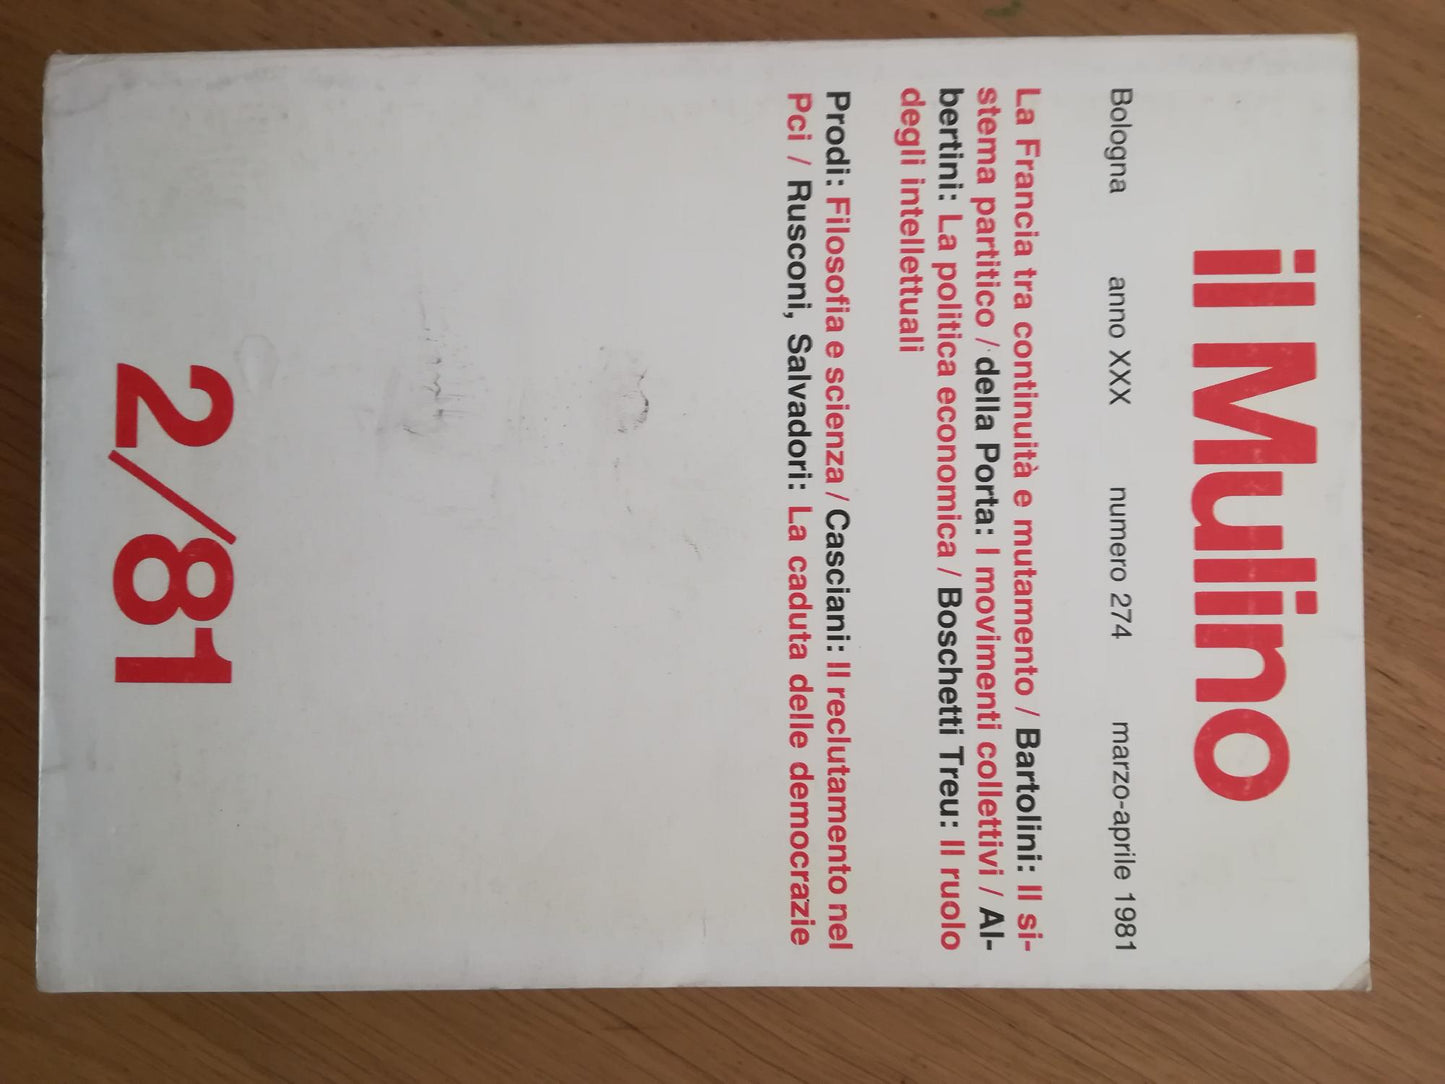 il Mulino
Bologna anno XXX numero 274 marzo-aprile 1981
La Francia tra continuità e mutamento / Bartolini: Il si-
stema partitico / della Porta: I movimenti collettivi / Al-
bertini: La politica economica / Boschetti Treu: Il ruolo
degli intellettuali
Prodi: Filosofia e scienza / Casciani: Il reclutamento nel
Pci / Rusconi, Salvadori: La caduta delle democrazie
2/81